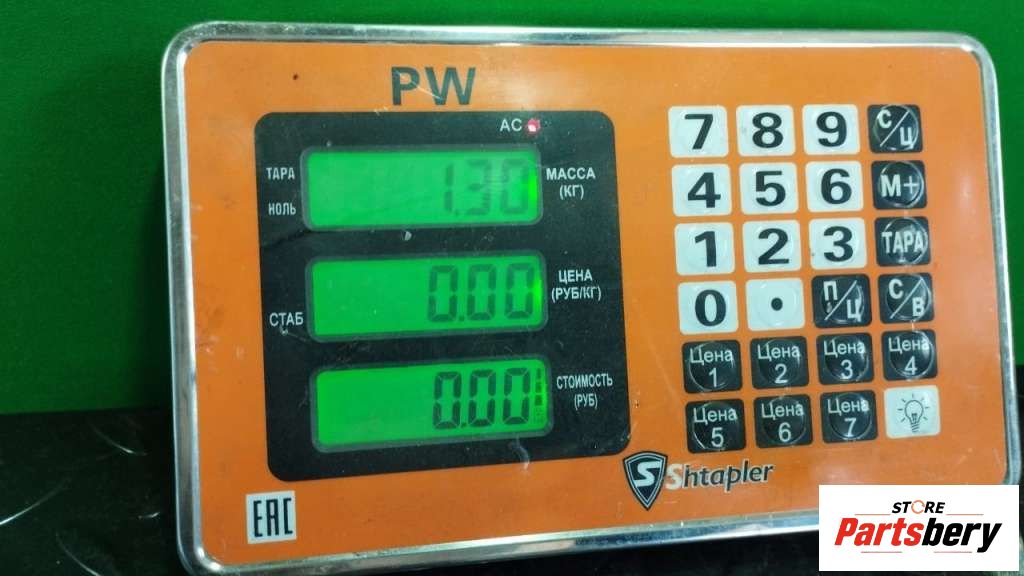 PW
AC
ТАРА
НОЛЬ
1.30
МАССА
(КГ)
СТАБ
0.00
ЦЕНА
(РУБ/КГ)
0.00
СТОИМОСТЬ
(РУБ)
7 8 9 С/Ц
4 5 6 М+
1 2 3 ТАРА
0 . П/Ц С/В
Цена 1 Цена 2 Цена 3 Цена 4
Цена 5 Цена 6 Цена 7
S Shtapler
EAC
STORE
Partsbery